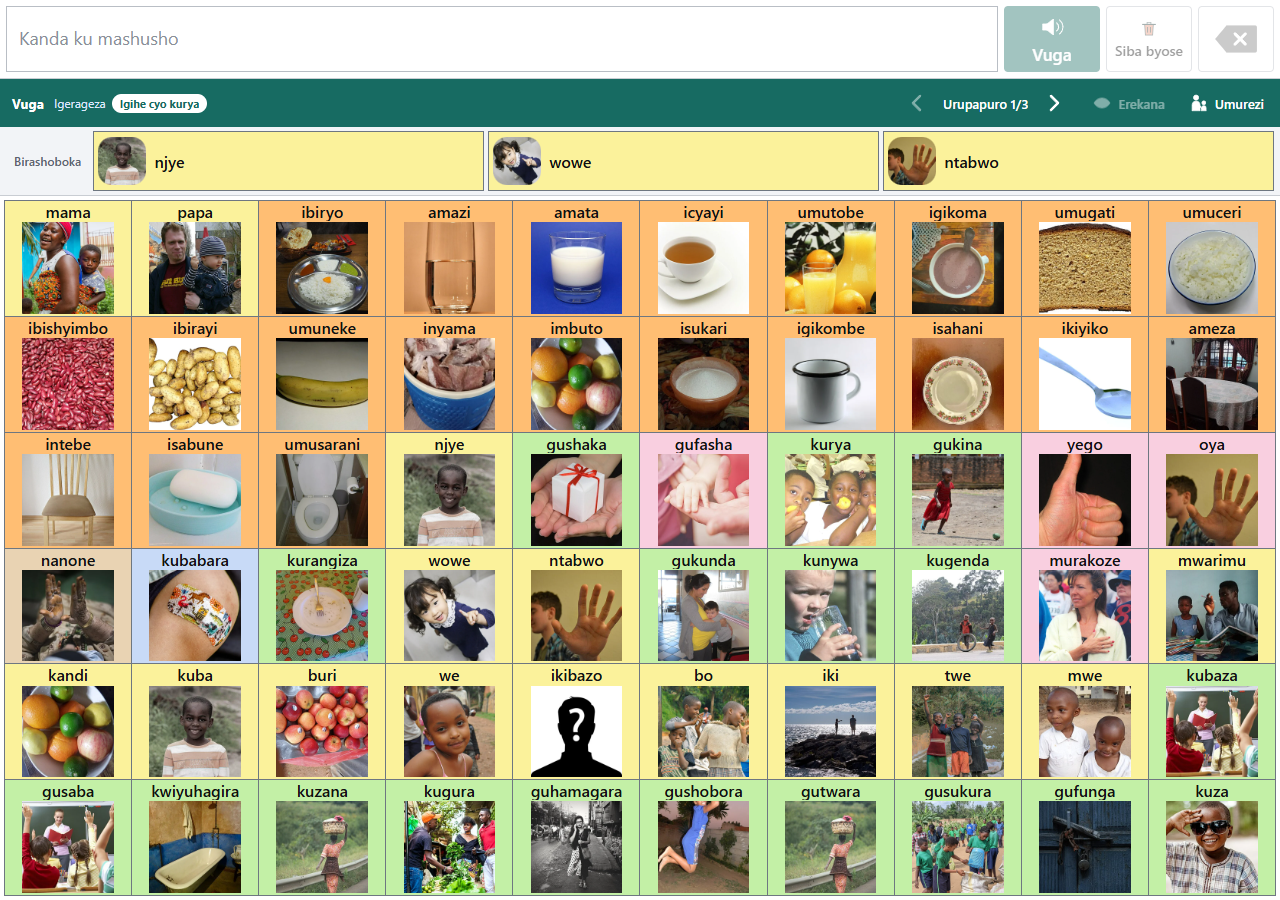 Kanda ku mashusho
Vuga
Siba byose
Vuga Igerageza Igihe cyo kurya
Urupapuro 1/3 Erekana Umurezi
Birashoboka njye wowe ntabwo
mama papa ibiryo amazi amata icyayi umutobe igikoma umugati umuceri
ibishyimbo ibirayi umuneke inyama imbuto isukari igikombe isahani ikiyiko ameza
intebe isabune umusarani njye gushaka gufasha kurya gukina yego oya
nanone kubabara kurangiza wowe ntabwo gukunda kunywa kugenda murakoze mwarimu
kandi kuba buri we ikibazo bo iki twe mwe kubaza
gusaba kwiyuhagira kuzana kugura guhamagara gushobora gutwara gusukura gufunga kuza